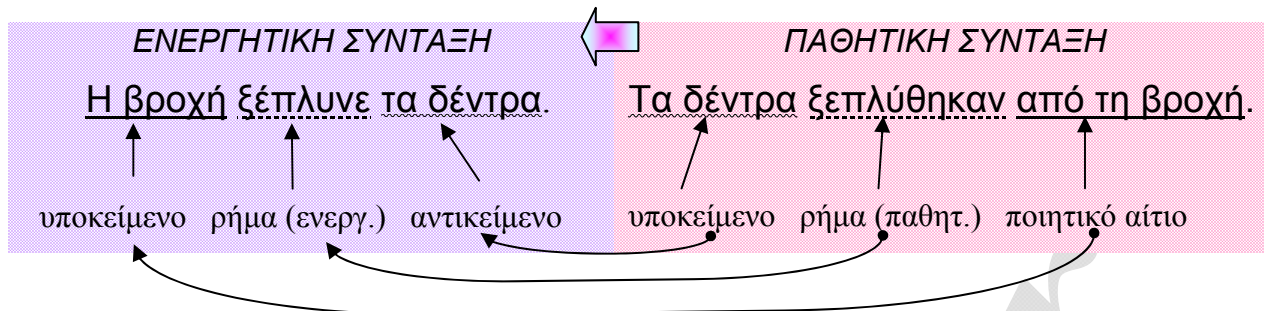 ΕΝΕΡΓΗΤΙΚΗ ΣΥΝΤΑΞΗ
Η βροχή ξέπλυνε τα δέντρα.
υποκείμενο ρήμα (ενεργ.) αντικείμενο
ΠΑΘΗΤΙΚΗ ΣΥΝΤΑΞΗ
Τα δέντρα ξεπλύθηκαν από τη βροχή.
υποκείμενο ρήμα (παθητ.) ποιητικό αίτιο